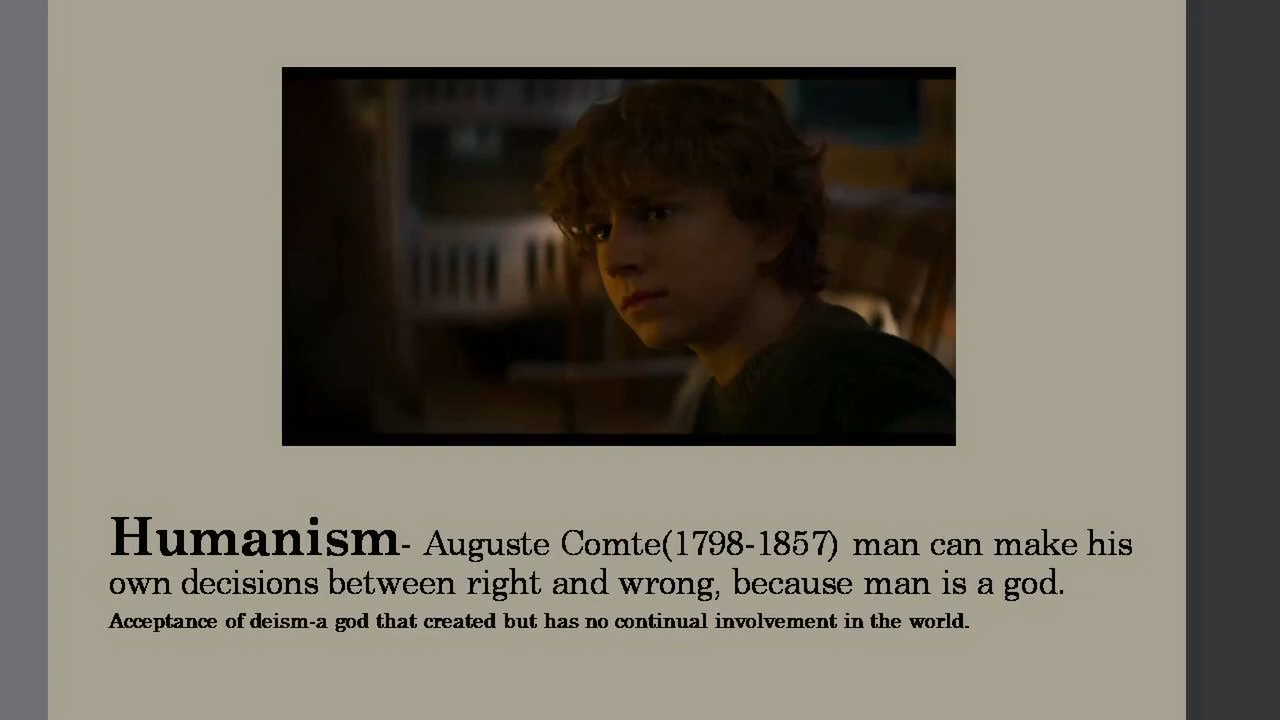 Humanism- Auguste Comte(1798-1857) man can make his
own decisions between right and wrong, because man is a god.
Acceptance of deism-a god that created but has no continual involvement in the world.